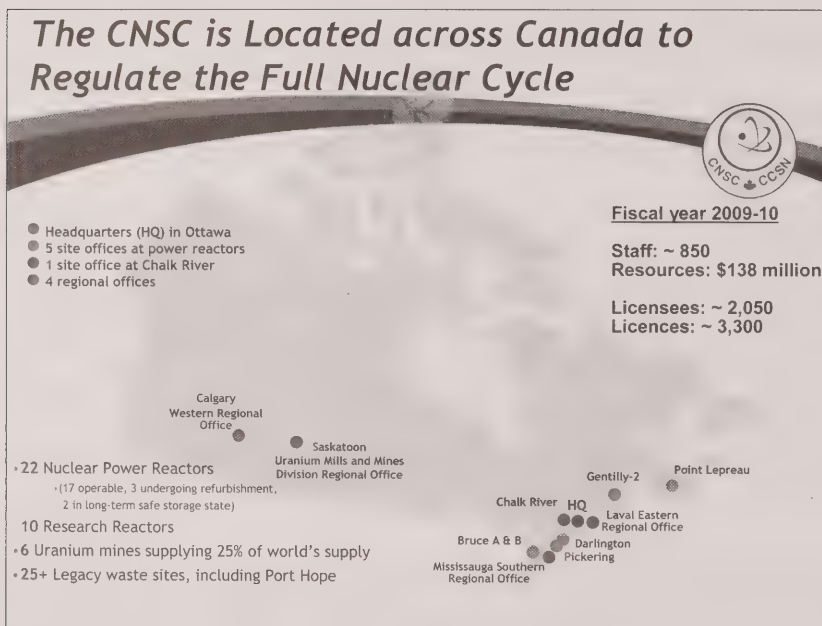 The CNSC is Located across Canada to
Regulate the Full Nuclear Cycle
CNSC CCSN
Headquarters (HQ) in Ottawa
5 site offices at power reactors
1 site office at Chalk River
4 regional offices
Fiscal year 2009-10
Staff: ~ 850
Resources: $138 million
Licensees: ~ 2,050
Licences: ~ 3,300
Calgary
Western Regional
Office
Saskatoon
Uranium Mills and Mines
Division Regional Office
• 22 Nuclear Power Reactors
• (17 operable, 3 undergoing refurbishment,
2 in long-term safe storage state)
10 Research Reactors
• 6 Uranium mines supplying 25% of world's supply
• 25+ Legacy waste sites, including Port Hope
Gentilly-2
Point Lepreau
Chalk River
HQ
Laval Eastern
Regional Office
Bruce A & B
Darlington
Pickering
Mississauga Southern
Regional Office